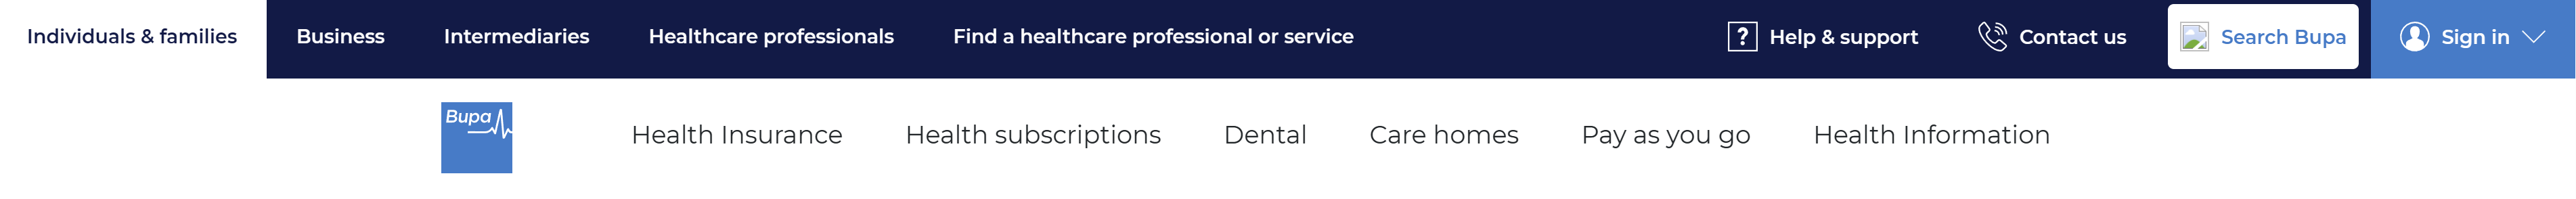 Individuals & families Business Intermediaries Healthcare professionals Find a healthcare professional or service ? Help & support Contact us Search Bupa Sign in
Bupa Health Insurance Health subscriptions Dental Care homes Pay as you go Health Information